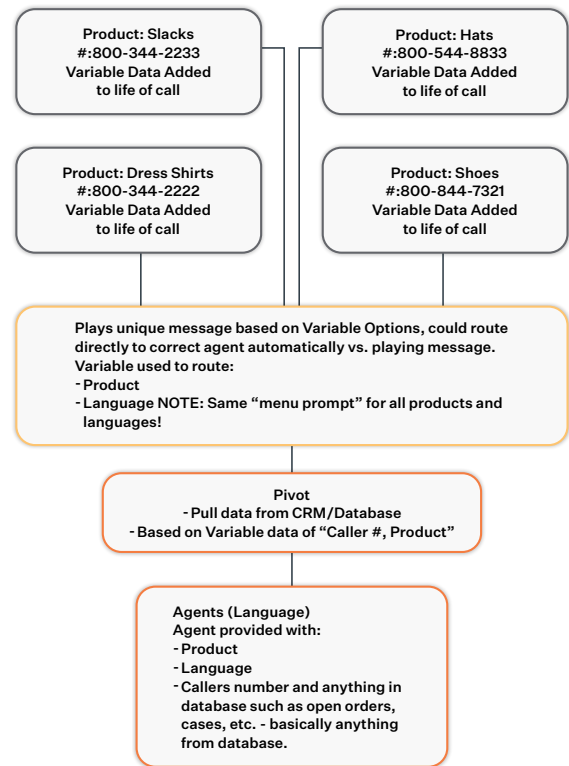 Product: Slacks
#:800-344-2233
Variable Data Added
to life of call
Product: Hats
#:800-544-8833
Variable Data Added
to life of call
Product: Dress Shirts
#:800-344-2222
Variable Data Added
to life of call
Product: Shoes
#:800-844-7321
Variable Data Added
to life of call
Plays unique message based on Variable Options, could route
directly to correct agent automatically vs. playing message.
Variable used to route:
- Product
- Language NOTE: Same “menu prompt” for all products and
languages!
Pivot
- Pull data from CRM/Database
- Based on Variable data of “Caller #, Product”
Agents (Language)
Agent provided with:
- Product
- Language
- Callers number and anything in
database such as open orders,
cases, etc. - basically anything
from database.